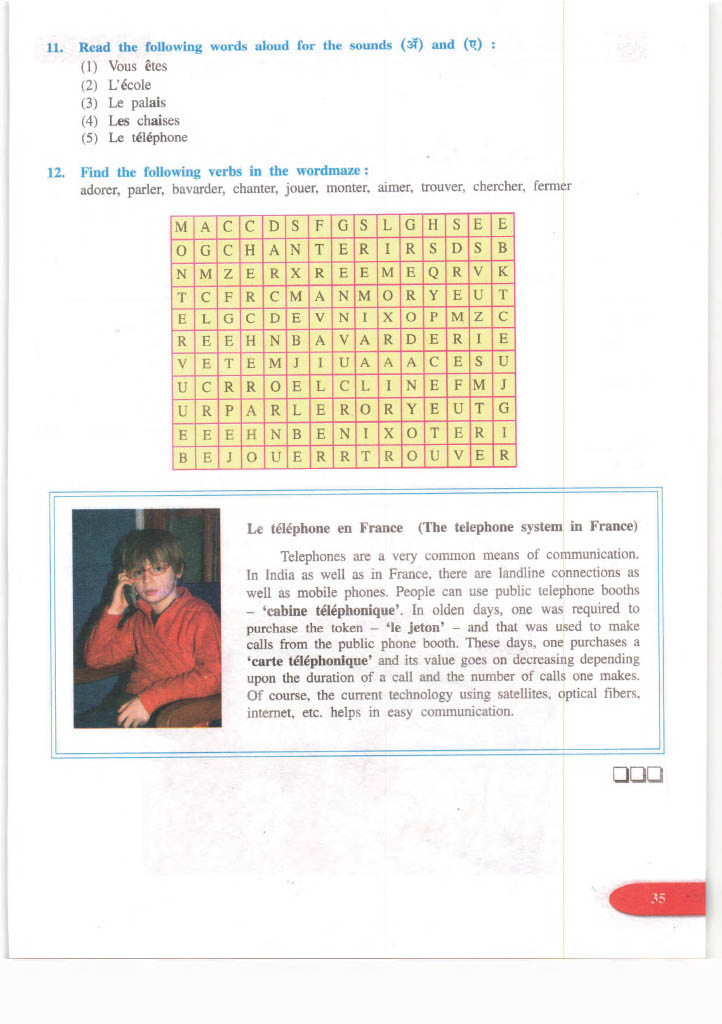 11. Read the following words aloud for the sounds (अ‍ॅ) and (ए) :
(1) Vous êtes
(2) L'école
(3) Le palais
(4) Les chaises
(5) Le téléphone
12. Find the following verbs in the wordmaze :
adorer, parler, bavarder, chanter, jouer, monter, aimer, trouver, chercher, fermer
M A C C D S F G S L G H S E E
O G C H A N T E R I R S D S B
N M Z E R X R E E M E Q R V K
T C F R C M A N M O R Y E U T
E L G C D E V N I X O P M Z C
R E E H N B A V A R D E R I E
V E T E M J I U A A A C E S U
U C R R O E L C L I N E F M J
U R P A R L E R O R Y E U T G
E E E H N B E N I X O T E R I
B E J O U E R R T R O U V E R
Le téléphone en France (The telephone system in France)
Telephones are a very common means of communication.
In India as well as in France, there are landline connections as
well as mobile phones. People can use public telephone booths
– 'cabine téléphonique'. In olden days, one was required to
purchase the token – 'le jeton' – and that was used to make
calls from the public phone booth. These days, one purchases a
'carte téléphonique' and its value goes on decreasing depending
upon the duration of a call and the number of calls one makes.
Of course, the current technology using satellites, optical fibers,
internet, etc. helps in easy communication.
35